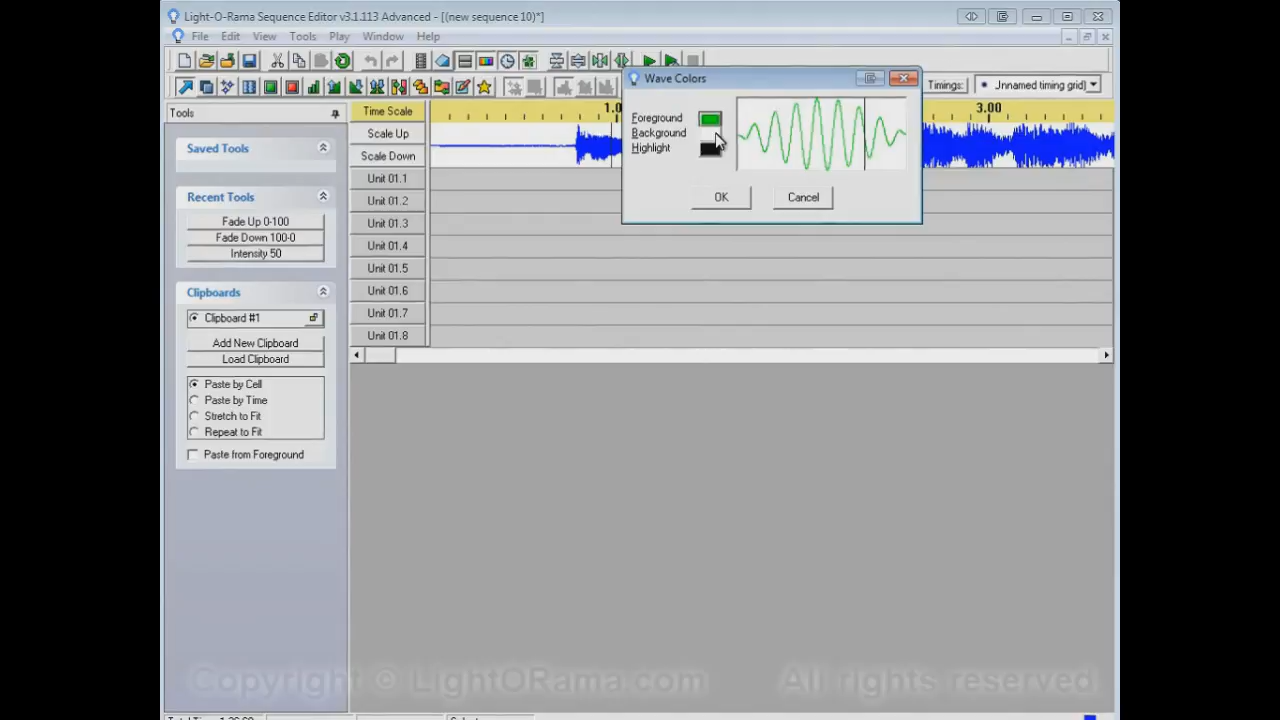 Light-O-Rama Sequence Editor v3.1.113 Advanced - [(new sequence 10)*]
File Edit View Tools Play Window Help
Wave Colors
Timings: Jnnamed timing grid)
Tools
Time Scale
1.0
3.00
Foreground
Background
Highlight
OK Cancel
Scale Up
Scale Down
Saved Tools
Recent Tools
Fade Up 0-100
Fade Down 100-0
Intensity 50
Clipboards
Clipboard #1
Add New Clipboard
Load Clipboard
Paste by Cell
Paste by Time
Stretch to Fit
Repeat to Fit
Paste from Foreground
Unit 01.1
Unit 01.2
Unit 01.3
Unit 01.4
Unit 01.5
Unit 01.6
Unit 01.7
Unit 01.8
Copyright © LightORama.com All rights reserved